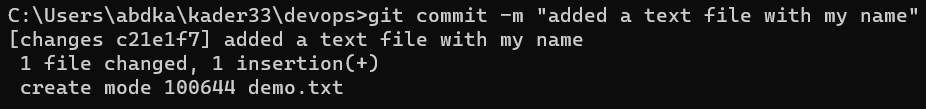 C:\Users\abdka\kader33\devops>git commit -m "added a text file with my name"
[changes c21e1f7] added a text file with my name
 1 file changed, 1 insertion(+)
 create mode 100644 demo.txt